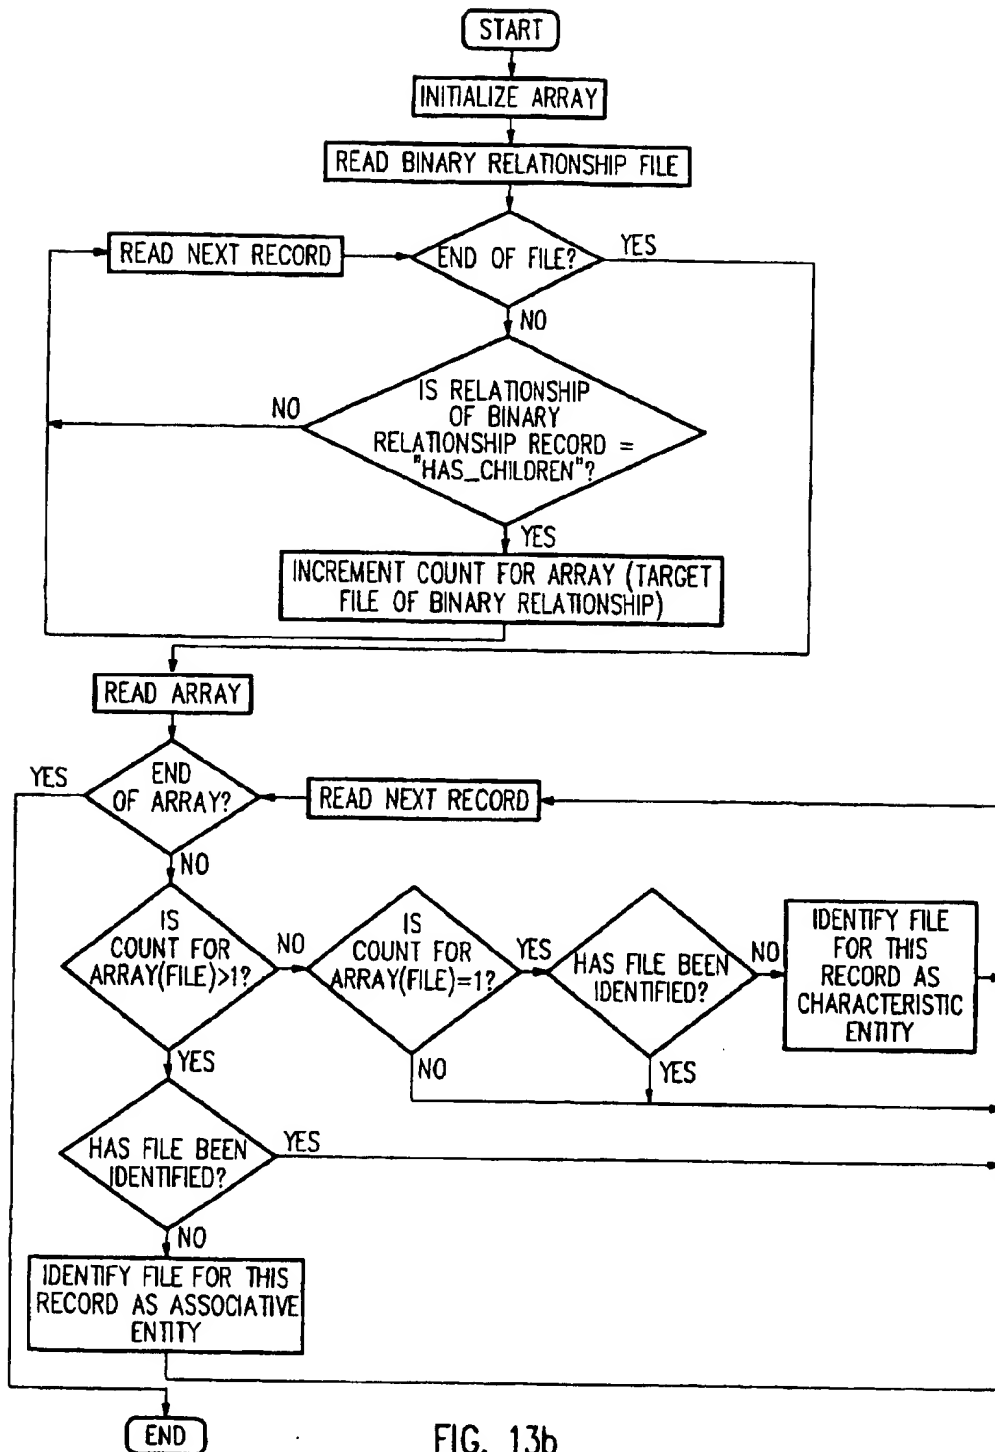 START
INITIALIZE ARRAY
READ BINARY RELATIONSHIP FILE
READ NEXT RECORD
END OF FILE?
YES
NO
IS RELATIONSHIP
OF BINARY
RELATIONSHIP RECORD =
"HAS_CHILDREN"?
NO
YES
INCREMENT COUNT FOR ARRAY (TARGET
FILE OF BINARY RELATIONSHIP)
READ ARRAY
YES
END
OF ARRAY?
READ NEXT RECORD
NO
IS
COUNT FOR
ARRAY(FILE)>1?
NO
IS
COUNT FOR
ARRAY(FILE)=1?
YES
HAS FILE BEEN
IDENTIFIED?
NO
IDENTIFY FILE
FOR THIS
RECORD AS
CHARACTERISTIC
ENTITY
YES
NO
YES
HAS FILE BEEN
IDENTIFIED?
YES
NO
IDENTIFY FILE FOR THIS
RECORD AS ASSOCIATIVE
ENTITY
END
FIG. 13b